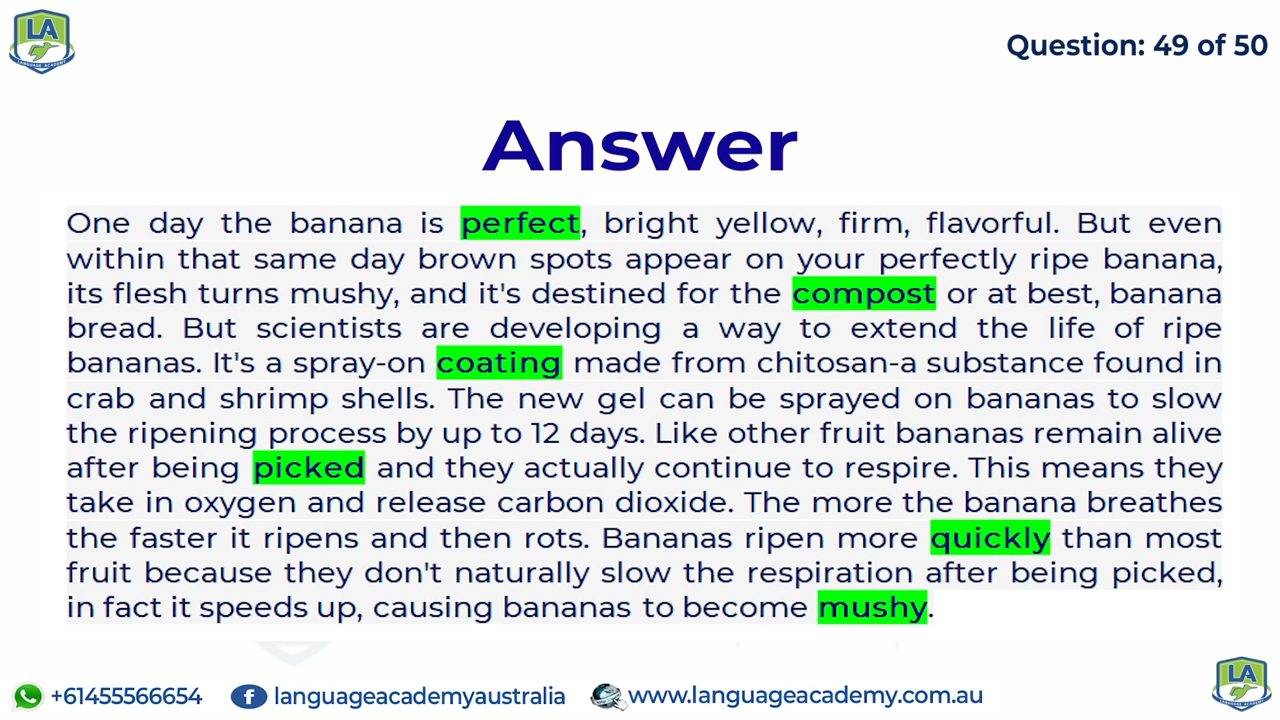 LA
LANGUAGE ACADEMY
Question: 49 of 50
Answer
One day the banana is perfect, bright yellow, firm, flavorful. But even
within that same day brown spots appear on your perfectly ripe banana,
its flesh turns mushy, and it's destined for the compost or at best, banana
bread. But scientists are developing a way to extend the life of ripe
bananas. It's a spray-on coating made from chitosan-a substance found in
crab and shrimp shells. The new gel can be sprayed on bananas to slow
the ripening process by up to 12 days. Like other fruit bananas remain alive
after being picked and they actually continue to respire. This means they
take in oxygen and release carbon dioxide. The more the banana breathes
the faster it ripens and then rots. Bananas ripen more quickly than most
fruit because they don't naturally slow the respiration after being picked,
in fact it speeds up, causing bananas to become mushy.
+61455566654
languageacademyaustralia
www.languageacademy.com.au
LA
LANGUAGE ACADEMY